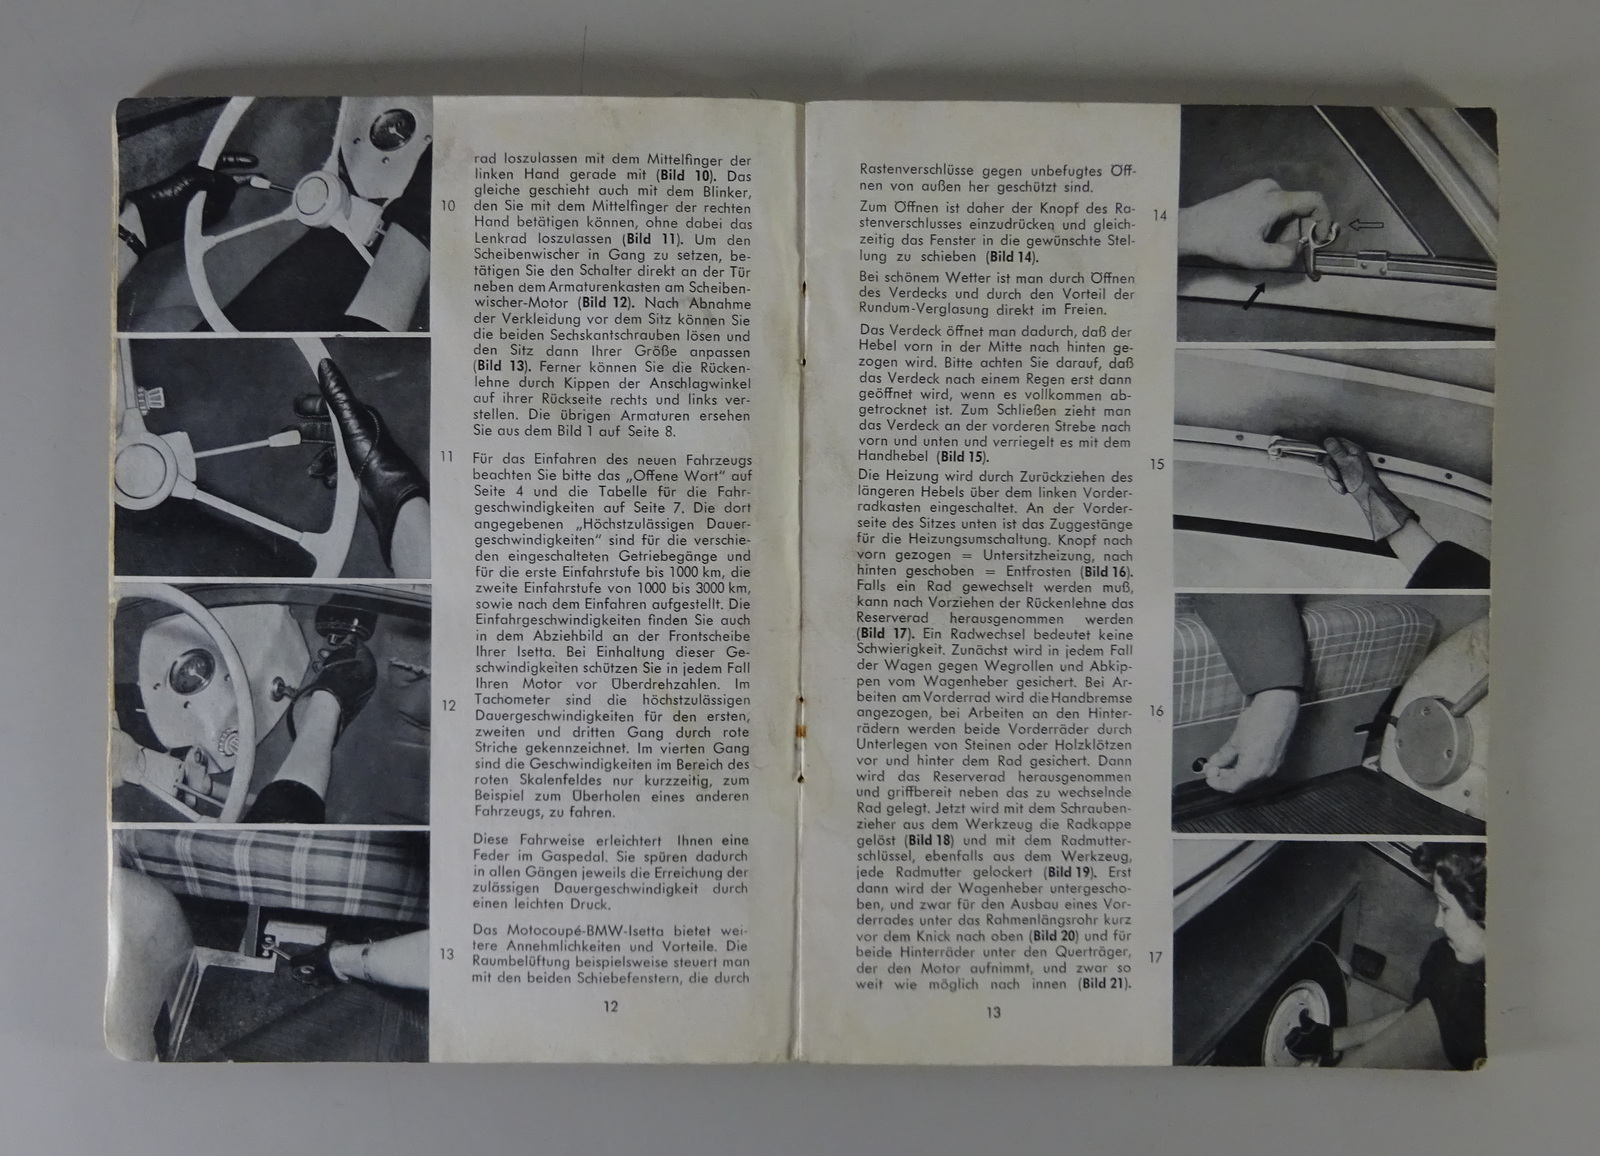 rad loszulassen mit dem Mittelfinger der
linken Hand gerade mit (Bild 10). Das
gleiche geschieht auch mit dem Blinker,
den Sie mit dem Mittelfinger der rechten
Hand betätigen können, ohne dabei das
Lenkrad loszulassen (Bild 11). Um den
Scheibenwischer in Gang zu setzen, be-
tätigen Sie den Schalter direkt an der Tür
neben dem Armaturenkasten am Scheiben-
wischer-Motor (Bild 12). Nach Abnahme
der Verkleidung vor dem Sitz können Sie
die beiden Sechskantschrauben lösen und
den Sitz dann Ihrer Größe anpassen
(Bild 13). Ferner können Sie die Rücken-
lehne durch Kippen der Anschlagwinkel
auf ihrer Rückseite rechts und links ver-
stellen. Die übrigen Armaturen ersehen
Sie aus dem Bild 1 auf Seite 8.
Für das Einfahren des neuen Fahrzeugs
beachten Sie bitte das „Offene Wort" auf
Seite 4 und die Tabelle für die Fahr-
geschwindigkeiten auf Seite 7. Die dort
angegebenen „Höchstzulässigen Dauer-
geschwindigkeiten" sind für die verschie-
den eingeschalteten Getriebegänge und
für die erste Einfahrstufe bis 1000 km, die
zweite Einfahrstufe von 1000 bis 3000 km,
sowie nach dem Einfahren aufgestellt. Die
Einfahrgeschwindigkeiten finden Sie auch
in dem Abziehbild an der Frontscheibe
Ihrer Isetta. Bei Einhaltung dieser Ge-
schwindigkeiten schützen Sie in jedem Fall
Ihren Motor vor Überdrehzahlen. Im
Tachometer sind die höchstzulässigen
Dauergeschwindigkeiten für den ersten,
zweiten und dritten Gang durch rote
Striche gekennzeichnet. Im vierten Gang
sind die Geschwindigkeiten im Bereich des
roten Skalenfeldes nur kurzzeitig, zum
Beispiel zum Überholen eines anderen
Fahrzeugs, zu fahren.
Diese Fahrweise erleichtert Ihnen eine
Feder im Gaspedal. Sie spüren dadurch
in allen Gängen jeweils die Erreichung der
zulässigen Dauergeschwindigkeit durch
einen leichten Druck.
Das Motocoupé-BMW-Isetta bietet wei-
tere Annehmlichkeiten und Vorteile. Die
Raumbelüftung beispielsweise steuert man
mit den beiden Schiebefenstern, die durch
10
11
12
13
12
Rastenverschlüsse gegen unbefugtes Öff-
nen von außen her geschützt sind.
Zum Öffnen ist daher der Knopf des Ra-
stenverschlusses einzudrücken und gleich-
zeitig das Fenster in die gewünschte Stel-
lung zu schieben (Bild 14).
Bei schönem Wetter ist man durch Öffnen
des Verdecks und durch den Vorteil der
Rundum-Verglasung direkt im Freien.
Das Verdeck öffnet man dadurch, daß der
Hebel vorn in der Mitte nach hinten ge-
zogen wird. Bitte achten Sie darauf, daß
das Verdeck nach einem Regen erst dann
geöffnet wird, wenn es vollkommen ab-
getrocknet ist. Zum Schließen zieht man
das Verdeck an der vorderen Strebe nach
vorn und unten und verriegelt es mit dem
Handhebel (Bild 15).
Die Heizung wird durch Zurückziehen des
längeren Hebels über dem linken Vorder-
radkasten eingeschaltet. An der Vorder-
seite des Sitzes unten ist das Zuggestänge
für die Heizungsumschaltung. Knopf nach
vorn gezogen = Untersitzheizung, nach
hinten geschoben = Entfrosten (Bild 16).
Falls ein Rad gewechselt werden muß,
kann nach Vorziehen der Rückenlehne das
Reserverad herausgenommen werden
(Bild 17). Ein Radwechsel bedeutet keine
Schwierigkeit. Zunächst wird in jedem Fall
der Wagen gegen Wegrollen und Abkip-
pen vom Wagenheber gesichert. Bei Ar-
beiten am Vorderrad wird die Handbremse
angezogen, bei Arbeiten an den Hinter-
rädern werden beide Vorderräder durch
Unterlegen von Steinen oder Holzklötzen
vor und hinter dem Rad gesichert. Dann
wird das Reserverad herausgenommen
und griffbereit neben das zu wechselnde
Rad gelegt. Jetzt wird mit dem Schrauben-
zieher aus dem Werkzeug die Radkappe
gelöst (Bild 18) und mit dem Radmutter-
schlüssel, ebenfalls aus dem Werkzeug,
jede Radmutter gelockert (Bild 19). Erst
dann wird der Wagenheber untergescho-
ben, und zwar für den Ausbau eines Vor-
derrades unter das Rahmenlängsrohr kurz
vor dem Knick nach oben (Bild 20) und für
beide Hinterräder unter den Querträger,
der den Motor aufnimmt, und zwar so
weit wie möglich nach innen (Bild 21).
14
15
16
17
13